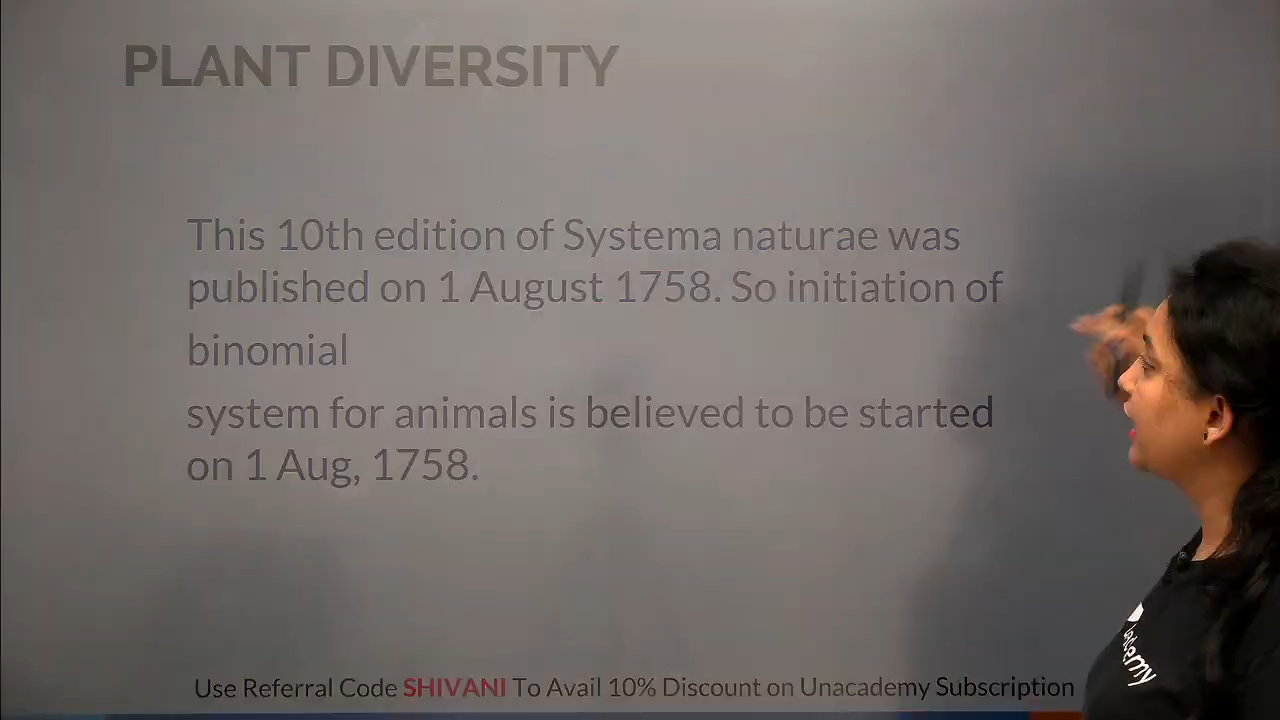 PLANT DIVERSITY
This 10th edition of Systema naturae was
published on 1 August 1758. So initiation of
binomial
system for animals is believed to be started
on 1 Aug, 1758.
Use Referral Code SHIVANI To Avail 10% Discount on Unacademy Subscription